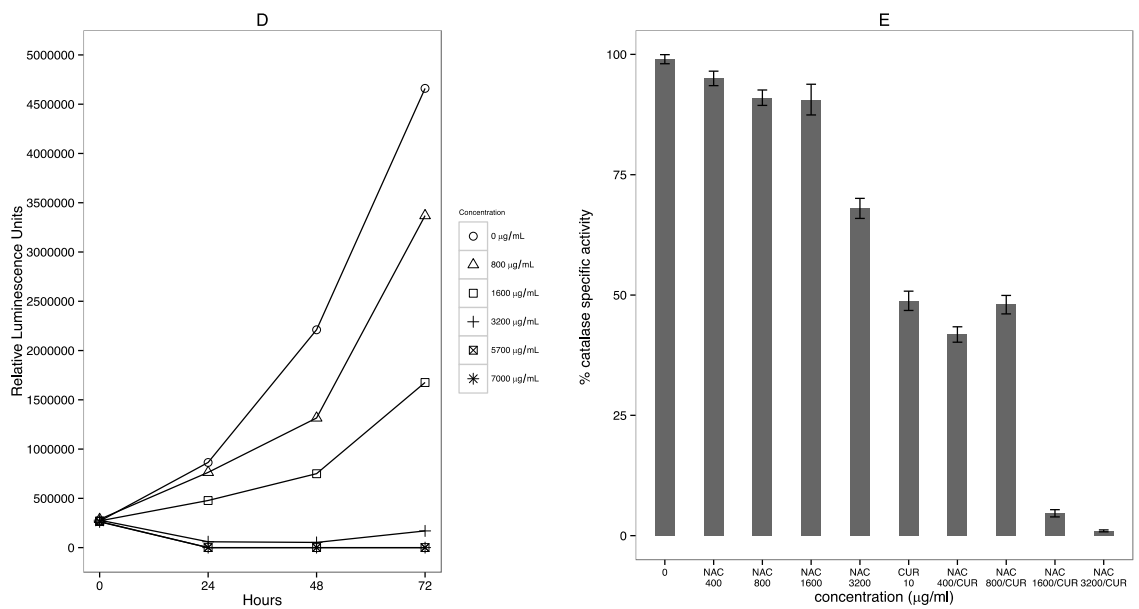 D
Relative Luminescence Units
5000000
4500000
4000000
3500000
3000000
2500000
2000000
1500000
1000000
500000
0
0 24 48 72
Hours
Concentration
0 µg/mL
800 µg/mL
1600 µg/mL
3200 µg/mL
5700 µg/mL
7000 µg/mL
E
% catalase specific activity
100
75
50
25
0
0 NAC NAC NAC NAC CUR NAC NAC NAC NAC
400 800 1600 3200 10 400/CUR 800/CUR 1600/CUR 3200/CUR
concentration (µg/ml)